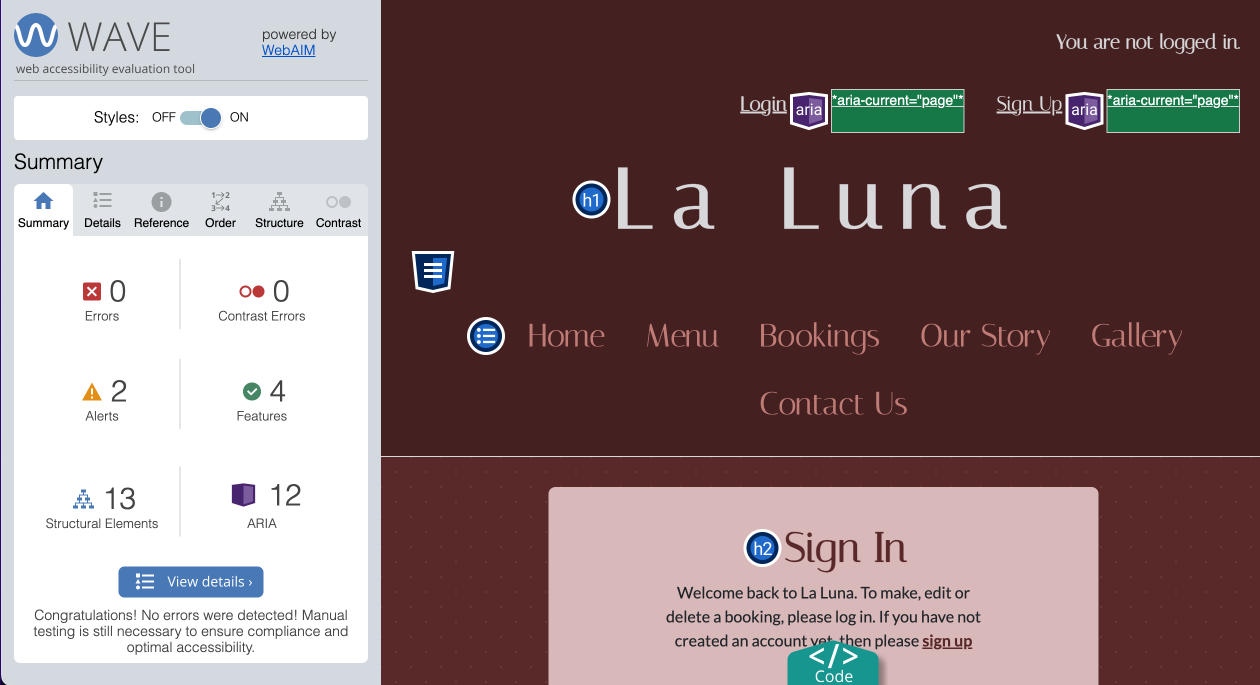 WAVE
powered by
WebAIM
web accessibility evaluation tool
Styles: OFF ON
Summary
Summary Details Reference Order Structure Contrast
0
Errors
0
Contrast Errors
2
Alerts
4
Features
13
Structural Elements
12
ARIA
View details ›
Congratulations! No errors were detected! Manual
testing is still necessary to ensure compliance and
optimal accessibility.
You are not logged in.
Login aria *aria-current="page"* Sign Up aria *aria-current="page"*
h1 La Luna
Home Menu Bookings Our Story Gallery
Contact Us
h2 Sign In
Welcome back to La Luna. To make, edit or
delete a booking, please log in. If you have not
created an account yet, then please sign up
</> 
Code